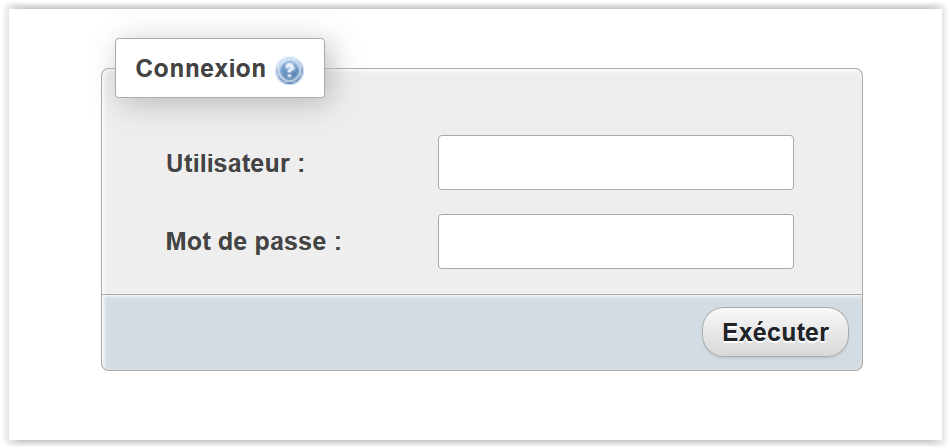 Connexion
Utilisateur :
Mot de passe :
Exécuter